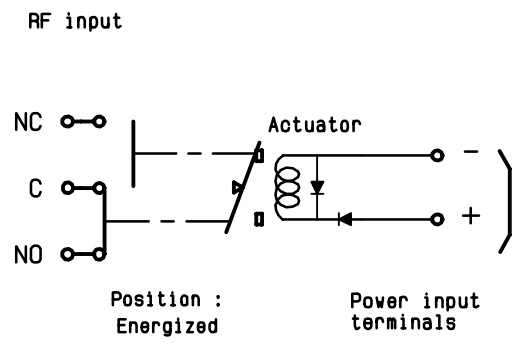 RF input
NC
Actuator
-
C
+
NO
Position :
Energized
Power input
terminals